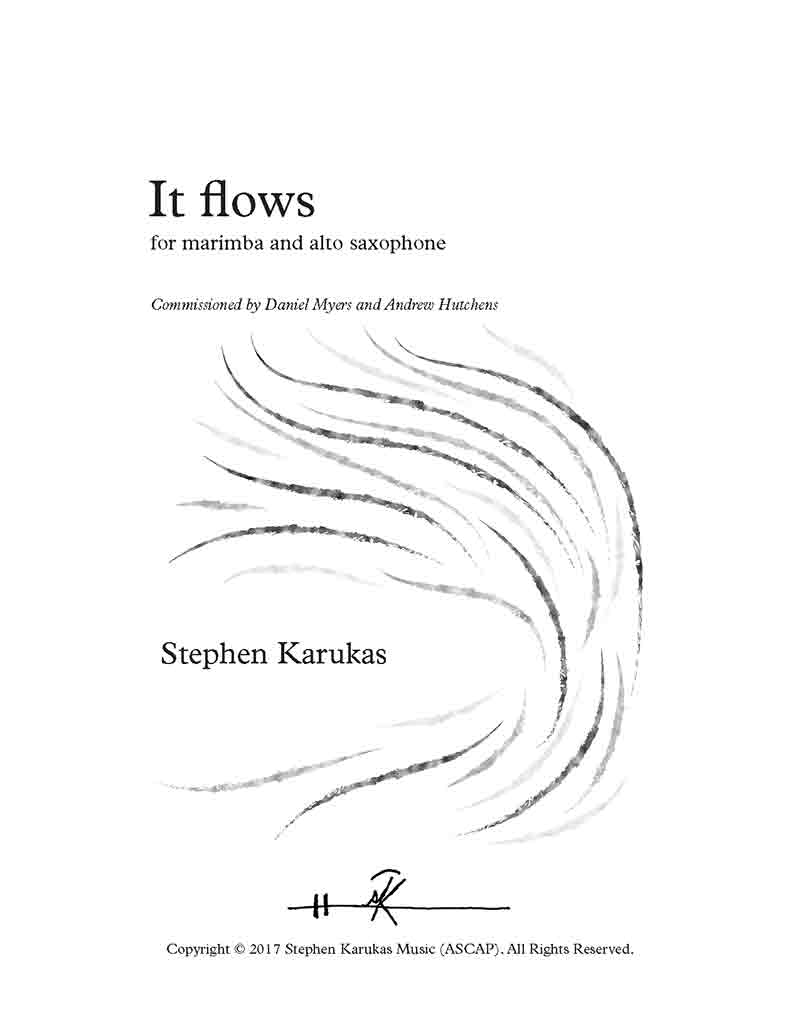 It flows
for marimba and alto saxophone
Commissioned by Daniel Myers and Andrew Hutchens
Stephen Karukas
SK
Copyright © 2017 Stephen Karukas Music (ASCAP). All Rights Reserved.